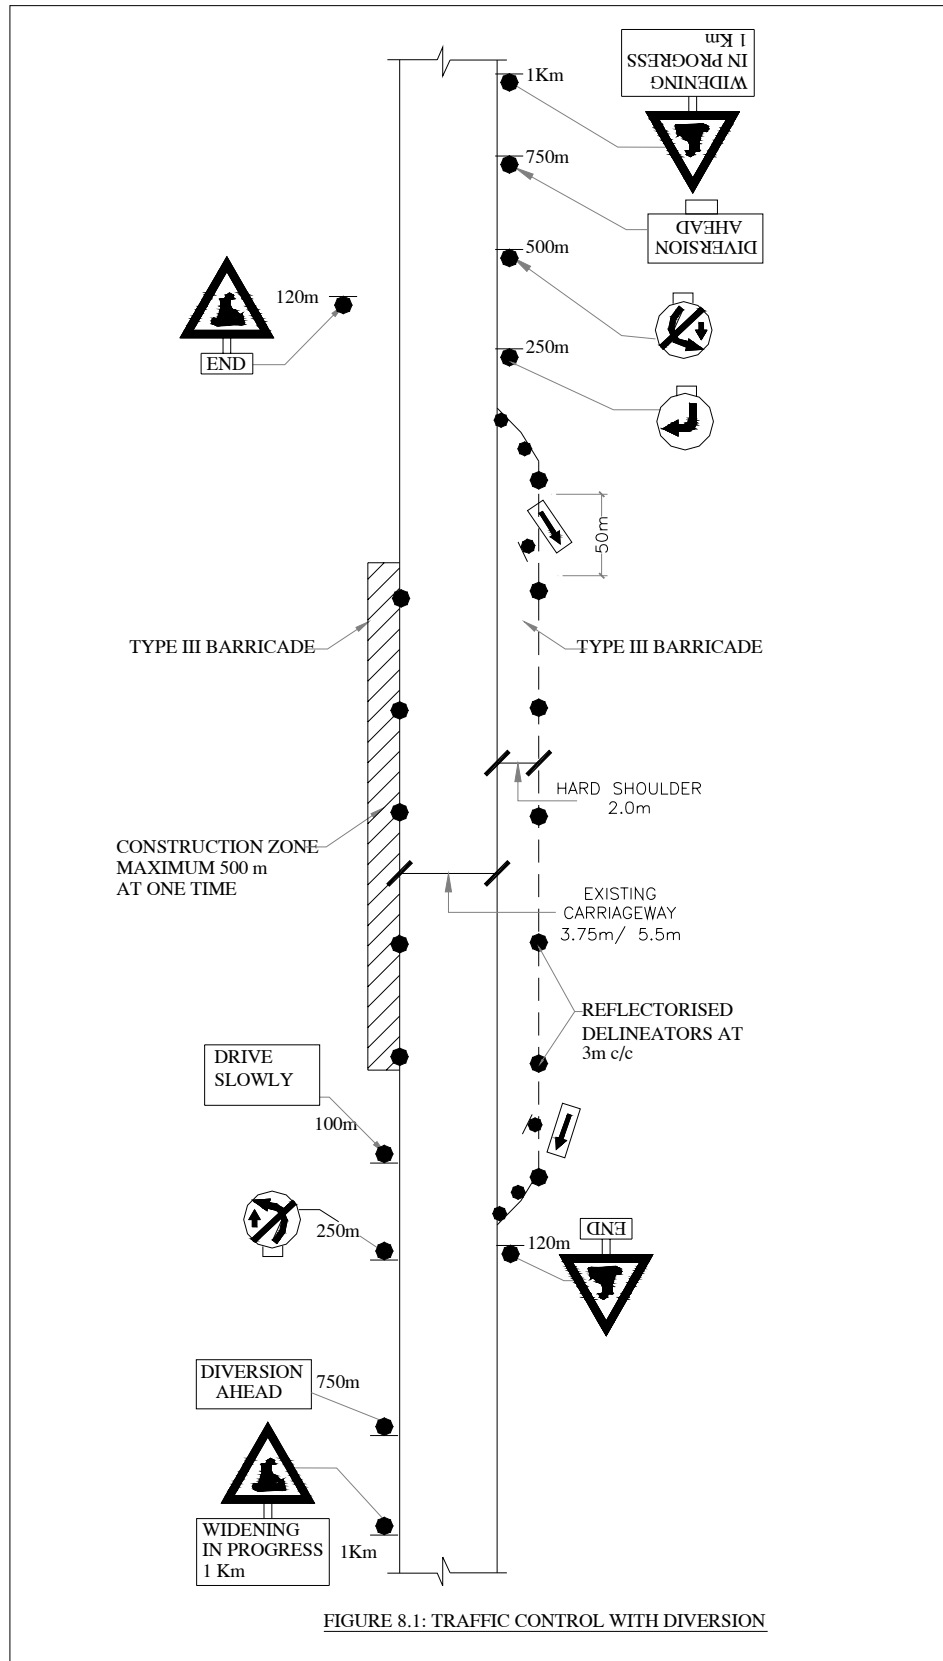 1Km
WIDENING
IN PROGRESS
1 Km
750m
DIVERSION
AHEAD
500m
120m
END
250m
50m
TYPE III BARRICADE
TYPE III BARRICADE
HARD SHOULDER
2.0m
CONSTRUCTION ZONE
MAXIMUM 500 m
AT ONE TIME
EXISTING
CARRIAGEWAY
3.75m/ 5.5m
REFLECTORISED
DELINEATORS AT
3m c/c
DRIVE
SLOWLY
100m
250m
END
120m
DIVERSION
AHEAD
750m
WIDENING
IN PROGRESS
1 Km
1Km
FIGURE 8.1: TRAFFIC CONTROL WITH DIVERSION